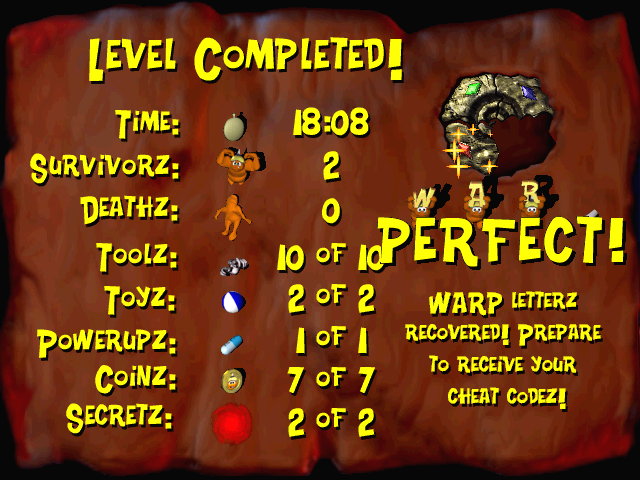 Level Completed!
Time: 18:08
Survivorz: 2
Deathz: 0
Toolz: 10 of 10
Toyz: 2 of 2
Powerupz: 1 of 1
Coinz: 7 of 7
Secretz: 2 of 2
W A R
PERFECT!
WARP letterz
recovered! Prepare
to receive your
cheat codez!